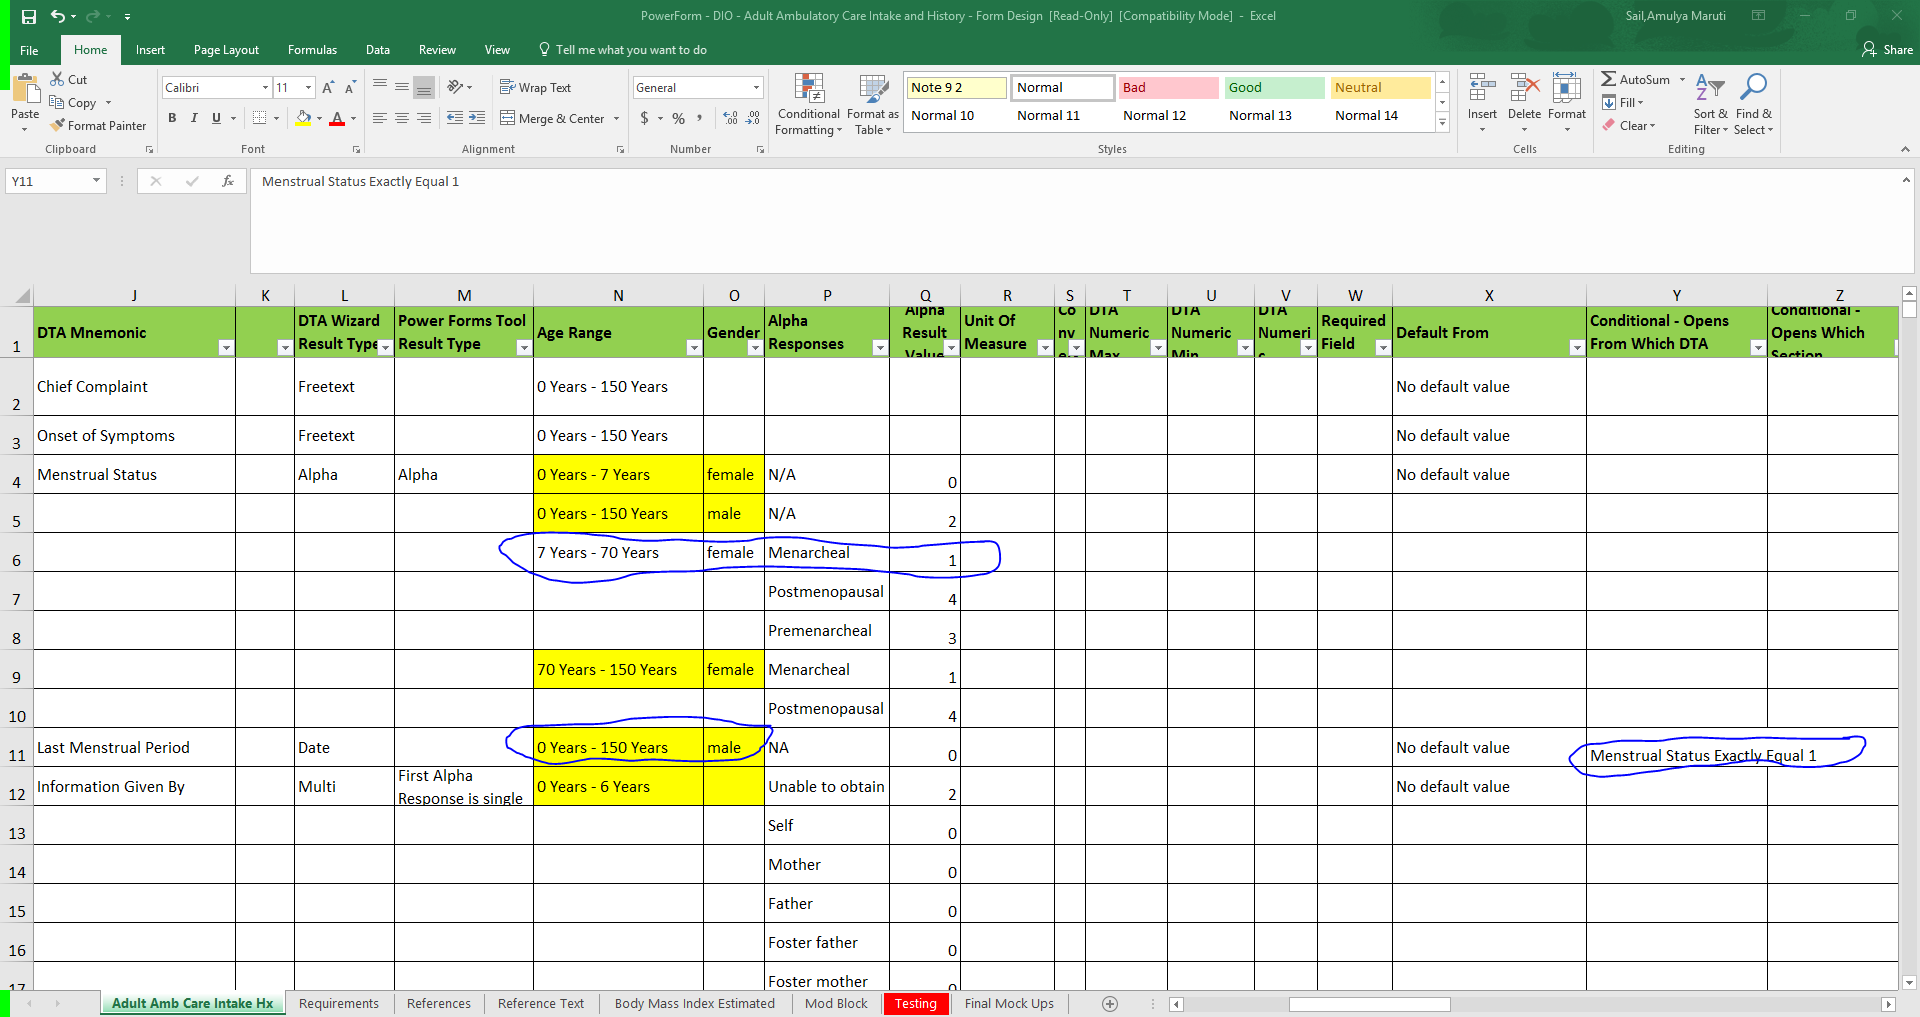 PowerForm - DIO - Adult Ambulatory Care Intake and History - Form Design [Read-Only] [Compatibility Mode] - Excel
Sail,Amulya Maruti
File Home Insert Page Layout Formulas Data Review View Tell me what you want to do Share
Cut
Copy
Format Painter
Paste
Clipboard
Calibri 11
B I U
Font
Wrap Text
Merge & Center
Alignment
General
$ % ,
Number
Conditional Formatting
Format as Table
Note 9 2 Normal Bad Good Neutral
Normal 10 Normal 11 Normal 12 Normal 13 Normal 14
Styles
Insert Delete Format
Cells
AutoSum
Fill
Clear
Sort & Filter
Find & Select
Editing
Y11 fx Menstrual Status Exactly Equal 1
J K L M N O P Q R S T U V W X Y Z
1 DTA Mnemonic DTA Wizard Result Type Power Forms Tool Result Type Age Range Gender Alpha Responses Alpha Result Value Unit Of Measure Co nv DTA Numeric Max DTA Numeric Min DTA Numeri Required Field Default From Conditional - Opens From Which DTA Conditional - Opens Which Section
2 Chief Complaint Freetext 0 Years - 150 Years No default value
3 Onset of Symptoms Freetext 0 Years - 150 Years No default value
4 Menstrual Status Alpha Alpha 0 Years - 7 Years female N/A 0 No default value
5 0 Years - 150 Years male N/A 2
6 7 Years - 70 Years female Menarcheal 1
7 Postmenopausal 4
8 Premenarcheal 3
9 70 Years - 150 Years female Menarcheal 1
10 Postmenopausal 4
11 Last Menstrual Period Date 0 Years - 150 Years male NA 0 No default value Menstrual Status Exactly Equal 1
12 Information Given By Multi First Alpha Response is single 0 Years - 6 Years Unable to obtain 2 No default value
13 Self 0
14 Mother 0
15 Father 0
16 Foster father 0
17 Foster mother 0
Adult Amb Care Intake Hx Requirements References Reference Text Body Mass Index Estimated Mod Block Testing Final Mock Ups